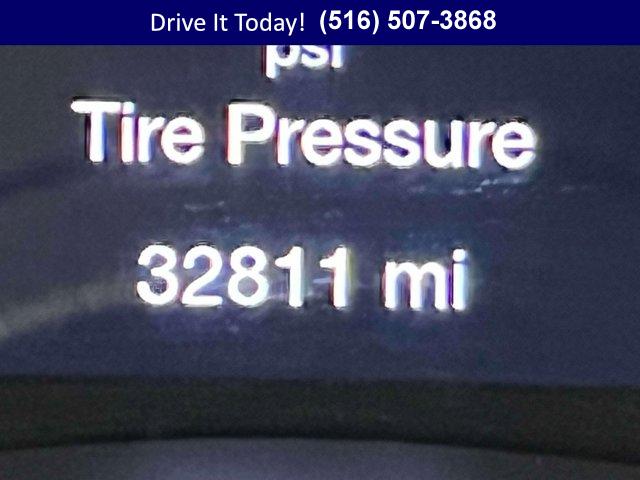 Drive It Today! (516) 507-3868
psi
Tire Pressure
32811 mi